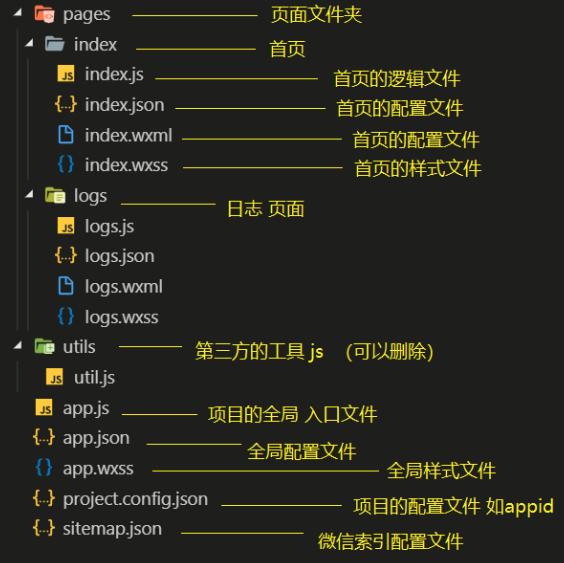 pages 页面文件夹
index 首页
JS index.js 首页的逻辑文件
{..} index.json 首页的配置文件
index.wxml 首页的配置文件
{} index.wxss 首页的样式文件
logs 日志 页面
JS logs.js
{..} logs.json
logs.wxml
{} logs.wxss
utils 第三方的工具 js （可以删除）
JS util.js
JS app.js 项目的全局 入口文件
{..} app.json 全局配置文件
{} app.wxss 全局样式文件
{..} project.config.json 项目的配置文件 如appid
{..} sitemap.json 微信索引配置文件